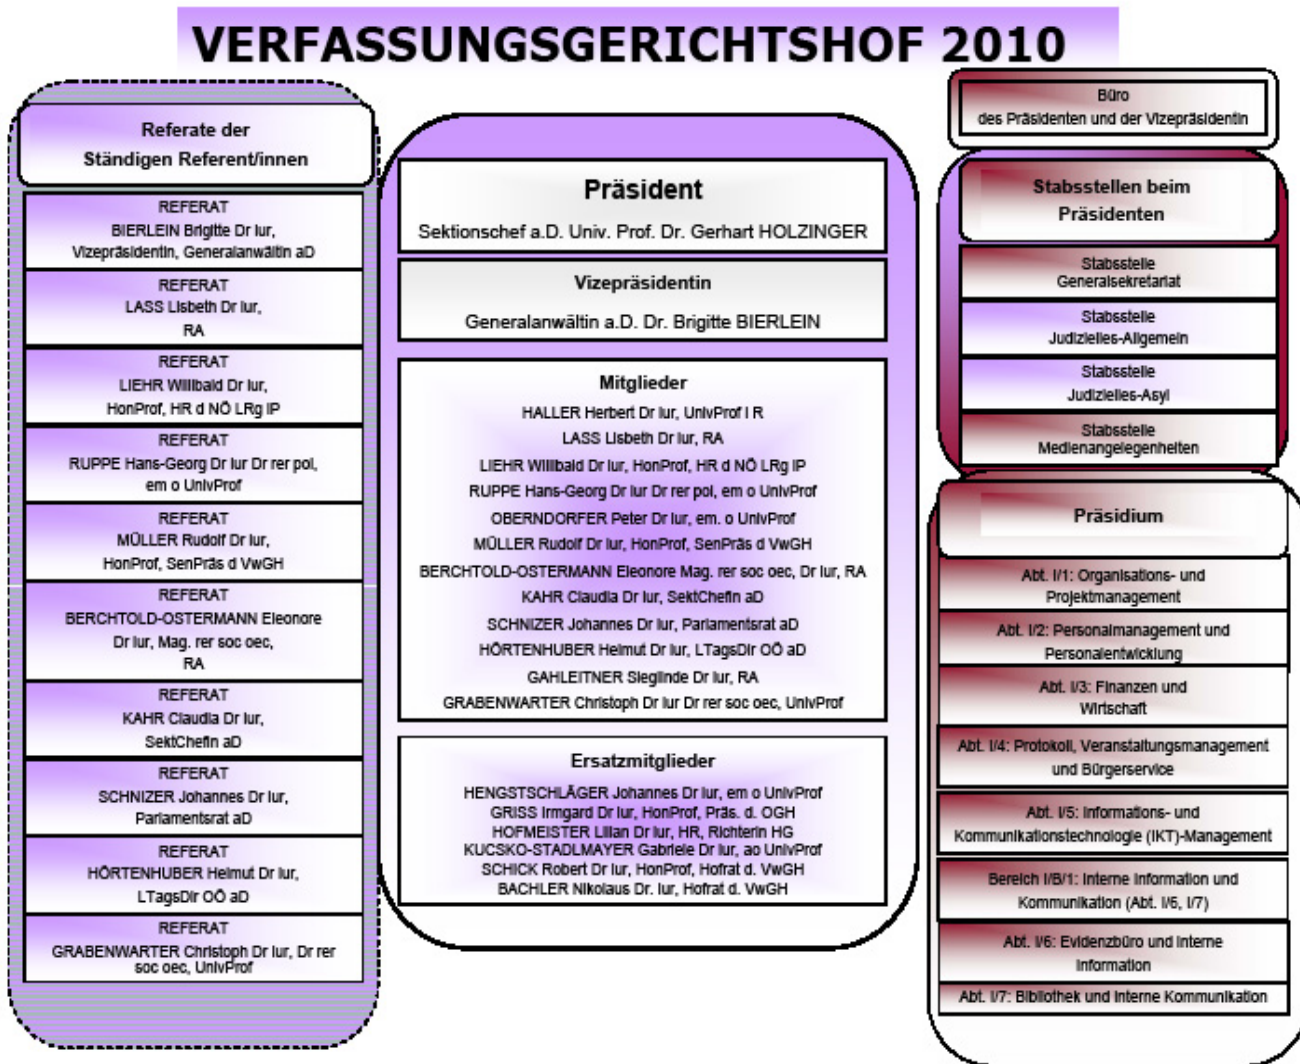 VERFASSUNGSGERICHTSHOF 2010
Referate der
Ständigen Referent/innen
REFERAT
BIERLEIN Brigitte Dr iur,
Vizepräsidentin, Generalanwältin aD
REFERAT
LASS Lisbeth Dr iur,
RA
REFERAT
LIEHR Willibald Dr iur,
HonProf, HR d NÖ LRg iP
REFERAT
RUPPE Hans-Georg Dr iur Dr rer pol,
em o UnivProf
REFERAT
MÜLLER Rudolf Dr iur,
HonProf, SenPräs d VwGH
REFERAT
BERCHTOLD-OSTERMANN Eleonore
Dr iur, Mag. rer soc oec,
RA
REFERAT
KAHR Claudia Dr iur,
SektChefin aD
REFERAT
SCHNIZER Johannes Dr iur,
Parlamentsrat aD
REFERAT
HÖRTENHUBER Helmut Dr iur,
LTagsDir OÖ aD
REFERAT
GRABENWARTER Christoph Dr iur, Dr rer
soc oec, UnivProf
Präsident
Sektionschef a.D. Univ. Prof. Dr. Gerhart HOLZINGER
Vizepräsidentin
Generalanwältin a.D. Dr. Brigitte BIERLEIN
Mitglieder
HALLER Herbert Dr iur, UnivProf i R
LASS Lisbeth Dr iur, RA
LIEHR Willibald Dr iur, HonProf, HR d NÖ LRg iP
RUPPE Hans-Georg Dr iur Dr rer pol, em o UnivProf
OBERNDORFER Peter Dr iur, em. o UnivProf
MÜLLER Rudolf Dr iur, HonProf, SenPräs d VwGH
BERCHTOLD-OSTERMANN Eleonore Mag. rer soc oec, Dr iur, RA
KAHR Claudia Dr iur, SektChefin aD
SCHNIZER Johannes Dr iur, Parlamentsrat aD
HÖRTENHUBER Helmut Dr iur, LTagsDir OÖ aD
GAHLEITNER Sieglinde Dr iur, RA
GRABENWARTER Christoph Dr iur Dr rer soc oec, UnivProf
Ersatzmitglieder
HENGSTSCHLÄGER Johannes Dr iur, em o UnivProf
GRISS Irmgard Dr iur, HonProf, Präs. d. OGH
HOFMEISTER Lilian Dr iur, HR, Richterin HG
KUCSKO-STADLMAYER Gabriele Dr iur, ao UnivProf
SCHICK Robert Dr iur, HonProf, Hofrat d. VwGH
BACHLER Nikolaus Dr. iur, Hofrat d. VwGH
Büro
des Präsidenten und der Vizepräsidentin
Stabsstellen beim
Präsidenten
Stabsstelle
Generalsekretariat
Stabsstelle
Judizielles-Allgemein
Stabsstelle
Judizielles-Asyl
Stabsstelle
Medienangelegenheiten
Präsidium
Abt. I/1: Organisations- und
Projektmanagement
Abt. I/2: Personalmanagement und
Personalentwicklung
Abt. I/3: Finanzen und
Wirtschaft
Abt. I/4: Protokoll, Veranstaltungsmanagement
und Bürgerservice
Abt. I/5: Informations- und
Kommunikationstechnologie (IKT)-Management
Bereich I/B/1: Interne Information und
Kommunikation (Abt. I/6, I/7)
Abt. I/6: Evidenzbüro und interne
Information
Abt. I/7: Bibliothek und interne Kommunikation